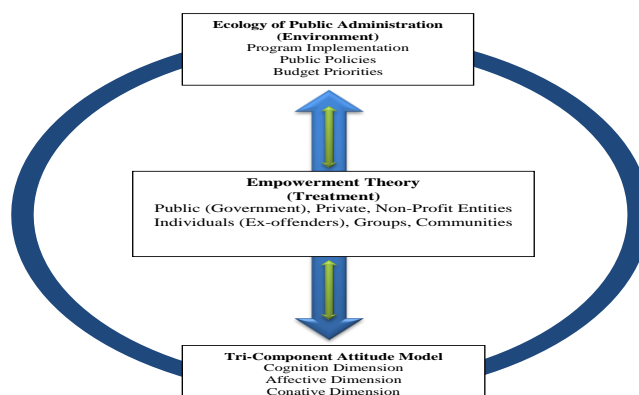 Ecology of Public Administration
(Environment)
Program Implementation
Public Policies
Budget Priorities
Empowerment Theory
(Treatment)
Public (Government), Private, Non-Profit Entities
Individuals (Ex-offenders), Groups, Communities
Tri-Component Attitude Model
Cognition Dimension
Affective Dimension
Conative Dimension